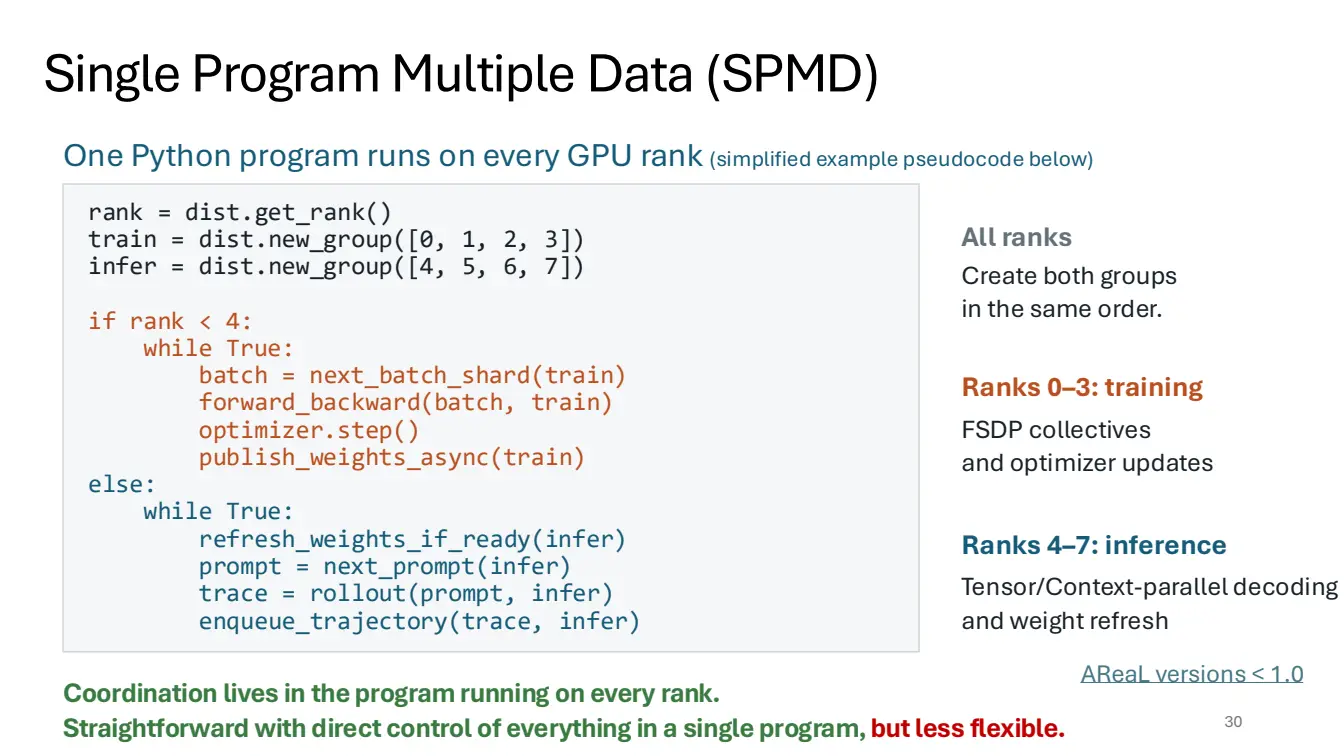 Single Program Multiple Data (SPMD)
One Python program runs on every GPU rank (simplified example pseudocode below)
rank = dist.get_rank()
train = dist.new_group([0, 1, 2, 3])
infer = dist.new_group([4, 5, 6, 7])
if rank < 4:
    while True:
        batch = next_batch_shard(train)
        forward_backward(batch, train)
        optimizer.step()
        publish_weights_async(train)
else:
    while True:
        refresh_weights_if_ready(infer)
        prompt = next_prompt(infer)
        trace = rollout(prompt, infer)
        enqueue_trajectory(trace, infer)
All ranks
Create both groups
in the same order.
Ranks 0–3: training
FSDP collectives
and optimizer updates
Ranks 4–7: inference
Tensor/Context-parallel decoding
and weight refresh
AReaL versions < 1.0
Coordination lives in the program running on every rank.
Straightforward with direct control of everything in a single program, but less flexible.
30